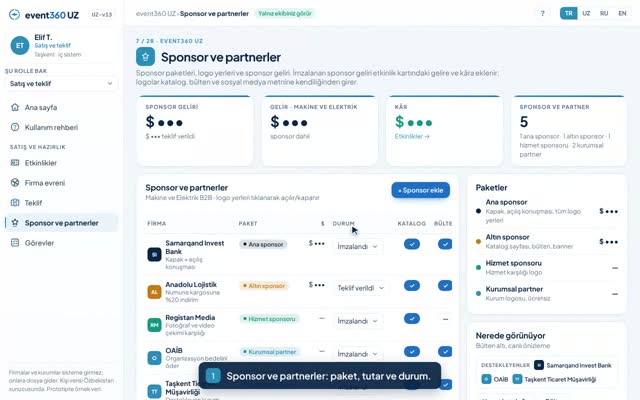 event360 UZ
UZ-v13
ET
Elif T.
Satış ve teklif
Taşkent · iç sistem
ŞU ROLLE BAK
Satış ve teklif
Ana sayfa
Kullanım rehberi
SATIŞ VE HAZIRLIK
Etkinlikler
Firma evreni
Teklif
Sponsor ve partnerler
Görevler
Firmalar ve kurumlar sisteme girmez;
onlara dosya gider. Kişi verisi Özbekistan
sunucusunda. Prototipte örnek veri.
event360 UZ › Sponsor ve partnerler
Yalnız ekibiniz görür
?
TR UZ RU EN
7 / 28 · EVENT360 UZ
Sponsor ve partnerler
Sponsor paketleri, logo yerleri ve sponsor geliri. İmzalanan sponsor geliri etkinlik kartındaki gelire ve kâra eklenir;
logolar katalog, bülten ve sosyal medya metnine kendiliğinden girer.
SPONSOR GELİRİ
$ •••
$ ••• teklif verildi
GELİR · MAKİNE VE ELEKTRİK
$ •••
sponsor dahil
KÂR
$ •••
Etkinlikler →
SPONSOR VE PARTNER
5
1 ana sponsor · 1 altın sponsor · 1
hizmet sponsoru · 2 kurumsal
partner
Sponsor ve partnerler
Makine ve Elektrik B2B · logo yerleri tıklanarak açılır/kapanır
+ Sponsor ekle
FİRMA PAKET $ DURUM KATALOG BÜLTE
SI
Samarqand Invest
Bank
Kapak + açılış
konuşması
Ana sponsor
$ •••
İmzalandı
AL
Anadolu Lojistik
Numune kargosuna
%20 indirim
Altın sponsor
$ •••
Teklif verildi
RM
Registan Media
Fotoğraf ve video
çekimi karşılığı
Hizmet sponsoru
—
İmzalandı
—
O
OAİB
Organizasyon bedelini
öder
Kurumsal partner
—
İmzalandı
T
Taşkent Tic
Müşavirliği
1 Sponsor ve partnerler: paket, tutar ve durum.
Paketler
Ana sponsor
Kapak, açılış konuşması, tüm logo
yerleri
$ •••
Altın sponsor
Katalog sayfası, bülten, banner
$ •••
Hizmet sponsoru
Hizmet karşılığı logo
—
Kurumsal partner
Kurum logosu, ücretsiz
—
Nerede görünüyor
Bülten altı, canlı önizleme
DESTEKLEYENLER
SI Samarqand Invest Bank
O OAİB
T Taşkent Ticaret Müşavirliği